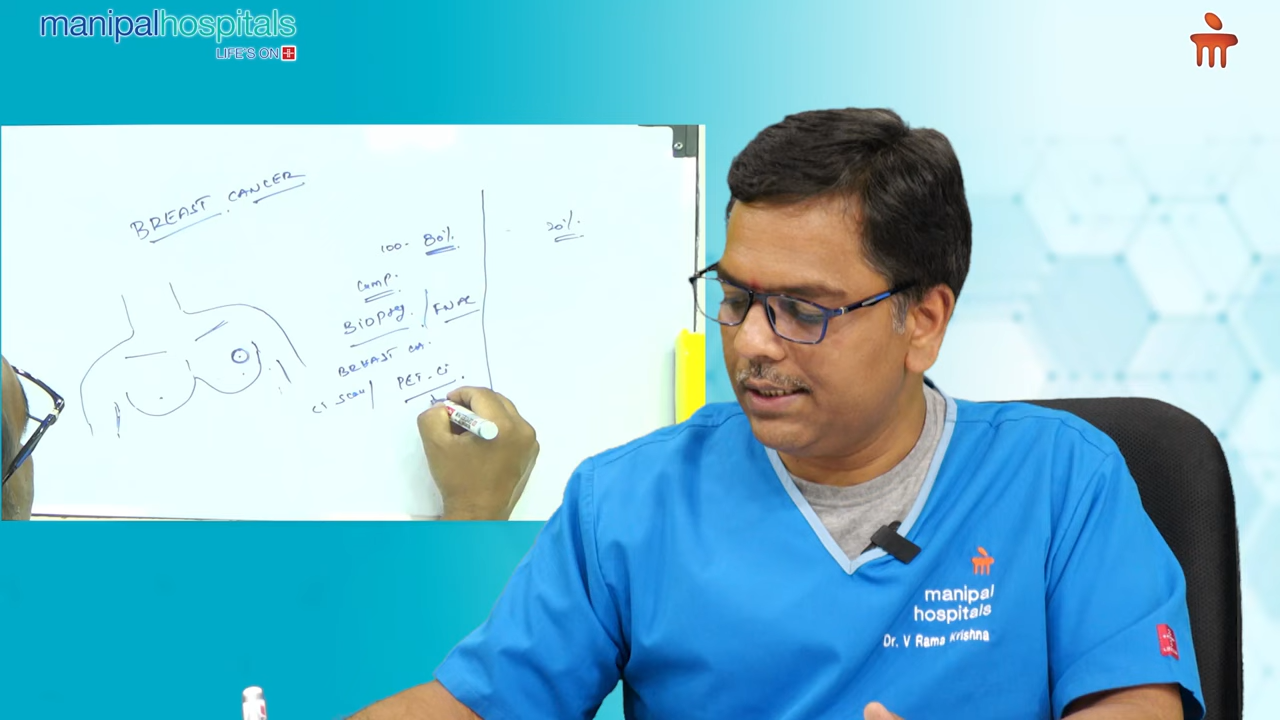 manipalhospitals
LIFE'S ON
BREAST CANCER
100- 80%
20%
Comp.
Biopsy / FNAC
BREAST CA.
CT Scan / PET-CT
manipal
hospitals
Dr. V Rama Krishna